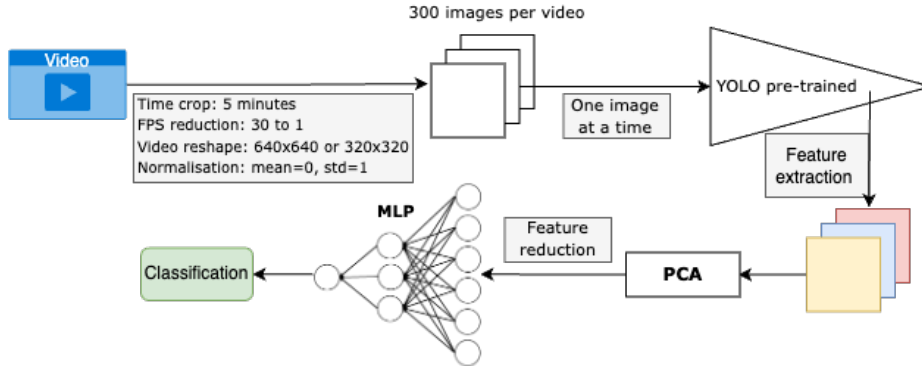 300 images per video
Video
Time crop: 5 minutes
FPS reduction: 30 to 1
Video reshape: 640x640 or 320x320
Normalisation: mean=0, std=1
One image
at a time
YOLO pre-trained
Feature
extraction
MLP
Feature
reduction
Classification
PCA